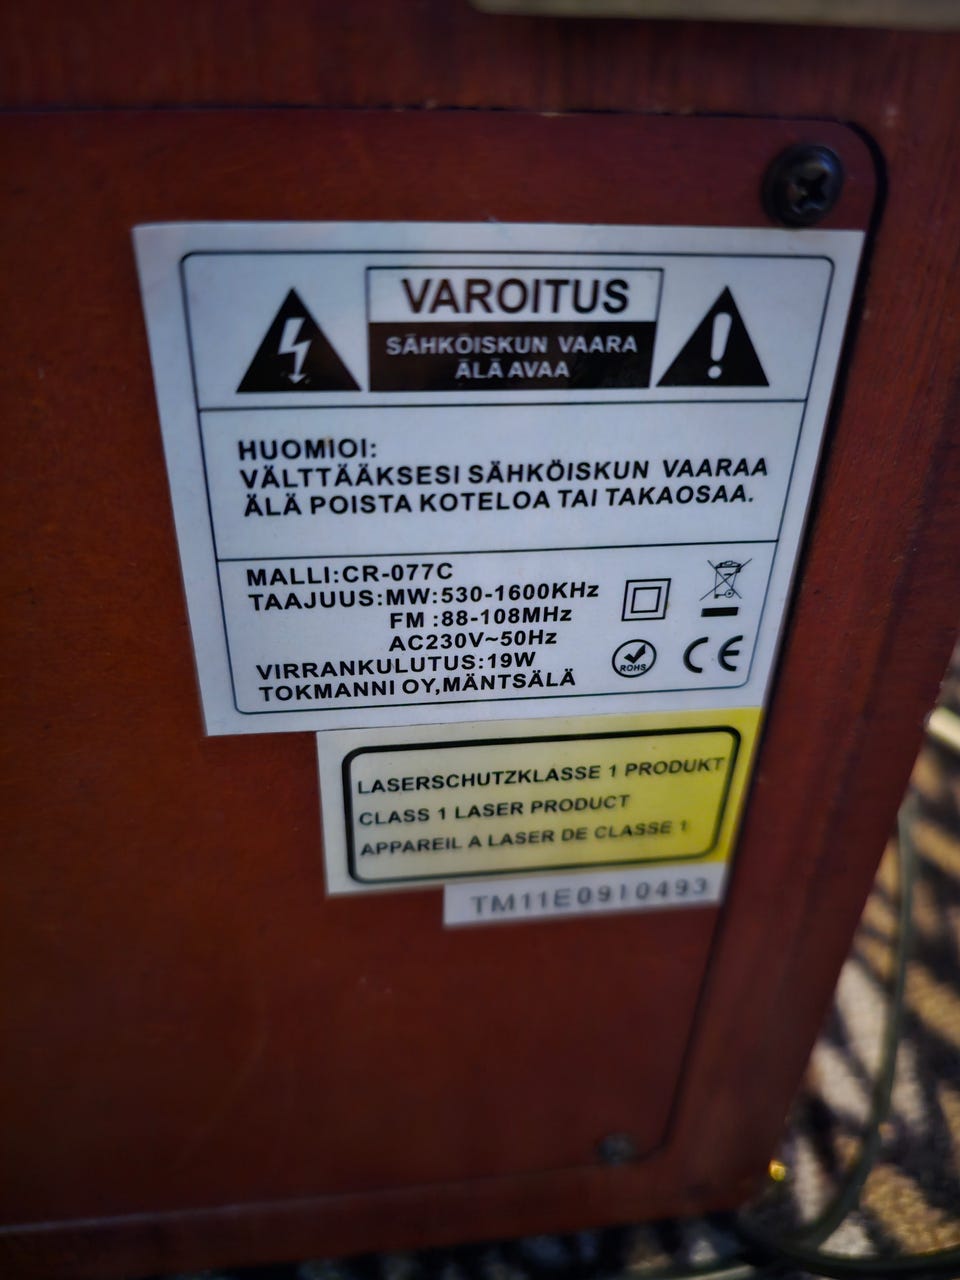 VAROITUS
SÄHKÖISKUN VAARA
ÄLÄ AVAA
HUOMIOI:
VÄLTTÄÄKSESI SÄHKÖISKUN VAARAA
ÄLÄ POISTA KOTELOA TAI TAKAOSAA.
MALLI:CR-077C
TAAJUUS:MW:530-1600KHz
FM :88-108MHz
AC230V~50Hz
VIRRANKULUTUS:19W
TOKMANNI OY,MÄNTSÄLÄ
ROHS
CE
LASERSCHUTZKLASSE 1 PRODUKT
CLASS 1 LASER PRODUCT
APPAREIL A LASER DE CLASSE 1
TM11E0910493